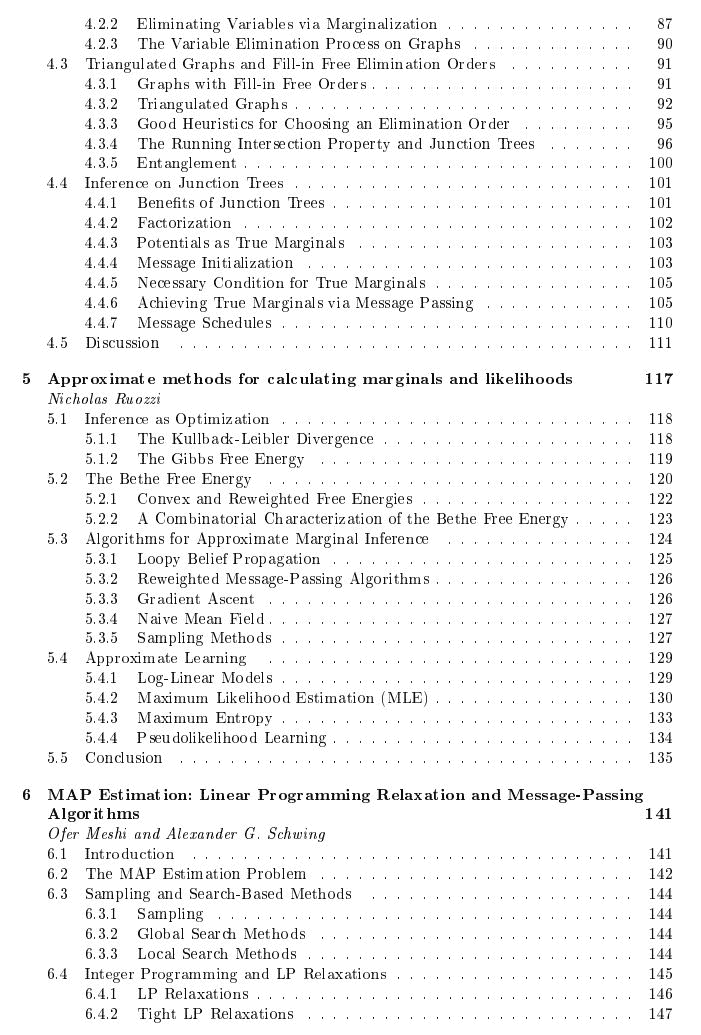 4.2.2 Eliminating Variables via Marginalization . . . . . . . . . . . . . . . . . . 87
4.2.3 The Variable Elimination Process on Graphs . . . . . . . . . . . . . . . 90
4.3 Triangulated Graphs and Fill-in Free Elimination Orders . . . . . . . . . . 91
4.3.1 Graphs with Fill-in Free Orders . . . . . . . . . . . . . . . . . . . . . . . . . 91
4.3.2 Triangulated Graphs . . . . . . . . . . . . . . . . . . . . . . . . . . . . . . . . 92
4.3.3 Good Heuristics for Choosing an Elimination Order . . . . . . . . . 95
4.3.4 The Running Intersection Property and Junction Trees . . . . . . . 96
4.3.5 Entanglement . . . . . . . . . . . . . . . . . . . . . . . . . . . . . . . . . . . . . 100
4.4 Inference on Junction Trees . . . . . . . . . . . . . . . . . . . . . . . . . . . . . . . . 101
4.4.1 Benefits of Junction Trees . . . . . . . . . . . . . . . . . . . . . . . . . . . . . 101
4.4.2 Factorization . . . . . . . . . . . . . . . . . . . . . . . . . . . . . . . . . . . . . 102
4.4.3 Potentials as True Marginals . . . . . . . . . . . . . . . . . . . . . . . . . . 103
4.4.4 Message Initialization . . . . . . . . . . . . . . . . . . . . . . . . . . . . . . . 103
4.4.5 Necessary Condition for True Marginals . . . . . . . . . . . . . . . . . . . 105
4.4.6 Achieving True Marginals via Message Passing . . . . . . . . . . . . . . 105
4.4.7 Message Schedules . . . . . . . . . . . . . . . . . . . . . . . . . . . . . . . . . 110
4.5 Discussion . . . . . . . . . . . . . . . . . . . . . . . . . . . . . . . . . . . . . . . . . . . 111
5 Approximate methods for calculating marginals and likelihoods 117
Nicholas Ruozzi
5.1 Inference as Optimization . . . . . . . . . . . . . . . . . . . . . . . . . . . . . . . . . 118
5.1.1 The Kullback-Leibler Divergence . . . . . . . . . . . . . . . . . . . . . . . . 118
5.1.2 The Gibbs Free Energy . . . . . . . . . . . . . . . . . . . . . . . . . . . . . . 119
5.2 The Bethe Free Energy . . . . . . . . . . . . . . . . . . . . . . . . . . . . . . . . . . . 120
5.2.1 Convex and Reweighted Free Energies . . . . . . . . . . . . . . . . . . . . 122
5.2.2 A Combinatorial Characterization of the Bethe Free Energy . . . . . 123
5.3 Algorithms for Approximate Marginal Inference . . . . . . . . . . . . . . . . . . 124
5.3.1 Loopy Belief Propagation . . . . . . . . . . . . . . . . . . . . . . . . . . . . . 125
5.3.2 Reweighted Message-Passing Algorithms . . . . . . . . . . . . . . . . . . . 126
5.3.3 Gradient Ascent . . . . . . . . . . . . . . . . . . . . . . . . . . . . . . . . . . . 126
5.3.4 Naive Mean Field . . . . . . . . . . . . . . . . . . . . . . . . . . . . . . . . . . 127
5.3.5 Sampling Methods . . . . . . . . . . . . . . . . . . . . . . . . . . . . . . . . . 127
5.4 Approximate Learning . . . . . . . . . . . . . . . . . . . . . . . . . . . . . . . . . . . 129
5.4.1 Log-Linear Models . . . . . . . . . . . . . . . . . . . . . . . . . . . . . . . . . 129
5.4.2 Maximum Likelihood Estimation (MLE) . . . . . . . . . . . . . . . . . . . 130
5.4.3 Maximum Entropy . . . . . . . . . . . . . . . . . . . . . . . . . . . . . . . . . 133
5.4.4 Pseudolikelihood Learning . . . . . . . . . . . . . . . . . . . . . . . . . . . . . 134
5.5 Conclusion . . . . . . . . . . . . . . . . . . . . . . . . . . . . . . . . . . . . . . . . . . . 135
6 MAP Estimation: Linear Programming Relaxation and Message-Passing
Algorithms 141
Ofer Meshi and Alexander G. Schwing
6.1 Introduction . . . . . . . . . . . . . . . . . . . . . . . . . . . . . . . . . . . . . . . . . . 141
6.2 The MAP Estimation Problem . . . . . . . . . . . . . . . . . . . . . . . . . . . . . . 142
6.3 Sampling and Search-Based Methods . . . . . . . . . . . . . . . . . . . . . . . . . 144
6.3.1 Sampling . . . . . . . . . . . . . . . . . . . . . . . . . . . . . . . . . . . . . . . . 144
6.3.2 Global Search Methods . . . . . . . . . . . . . . . . . . . . . . . . . . . . . . 144
6.3.3 Local Search Methods . . . . . . . . . . . . . . . . . . . . . . . . . . . . . . . 144
6.4 Integer Programming and LP Relaxations . . . . . . . . . . . . . . . . . . . . . . . 145
6.4.1 LP Relaxations . . . . . . . . . . . . . . . . . . . . . . . . . . . . . . . . . . . . 146
6.4.2 Tight LP Relaxations . . . . . . . . . . . . . . . . . . . . . . . . . . . . . . . 147